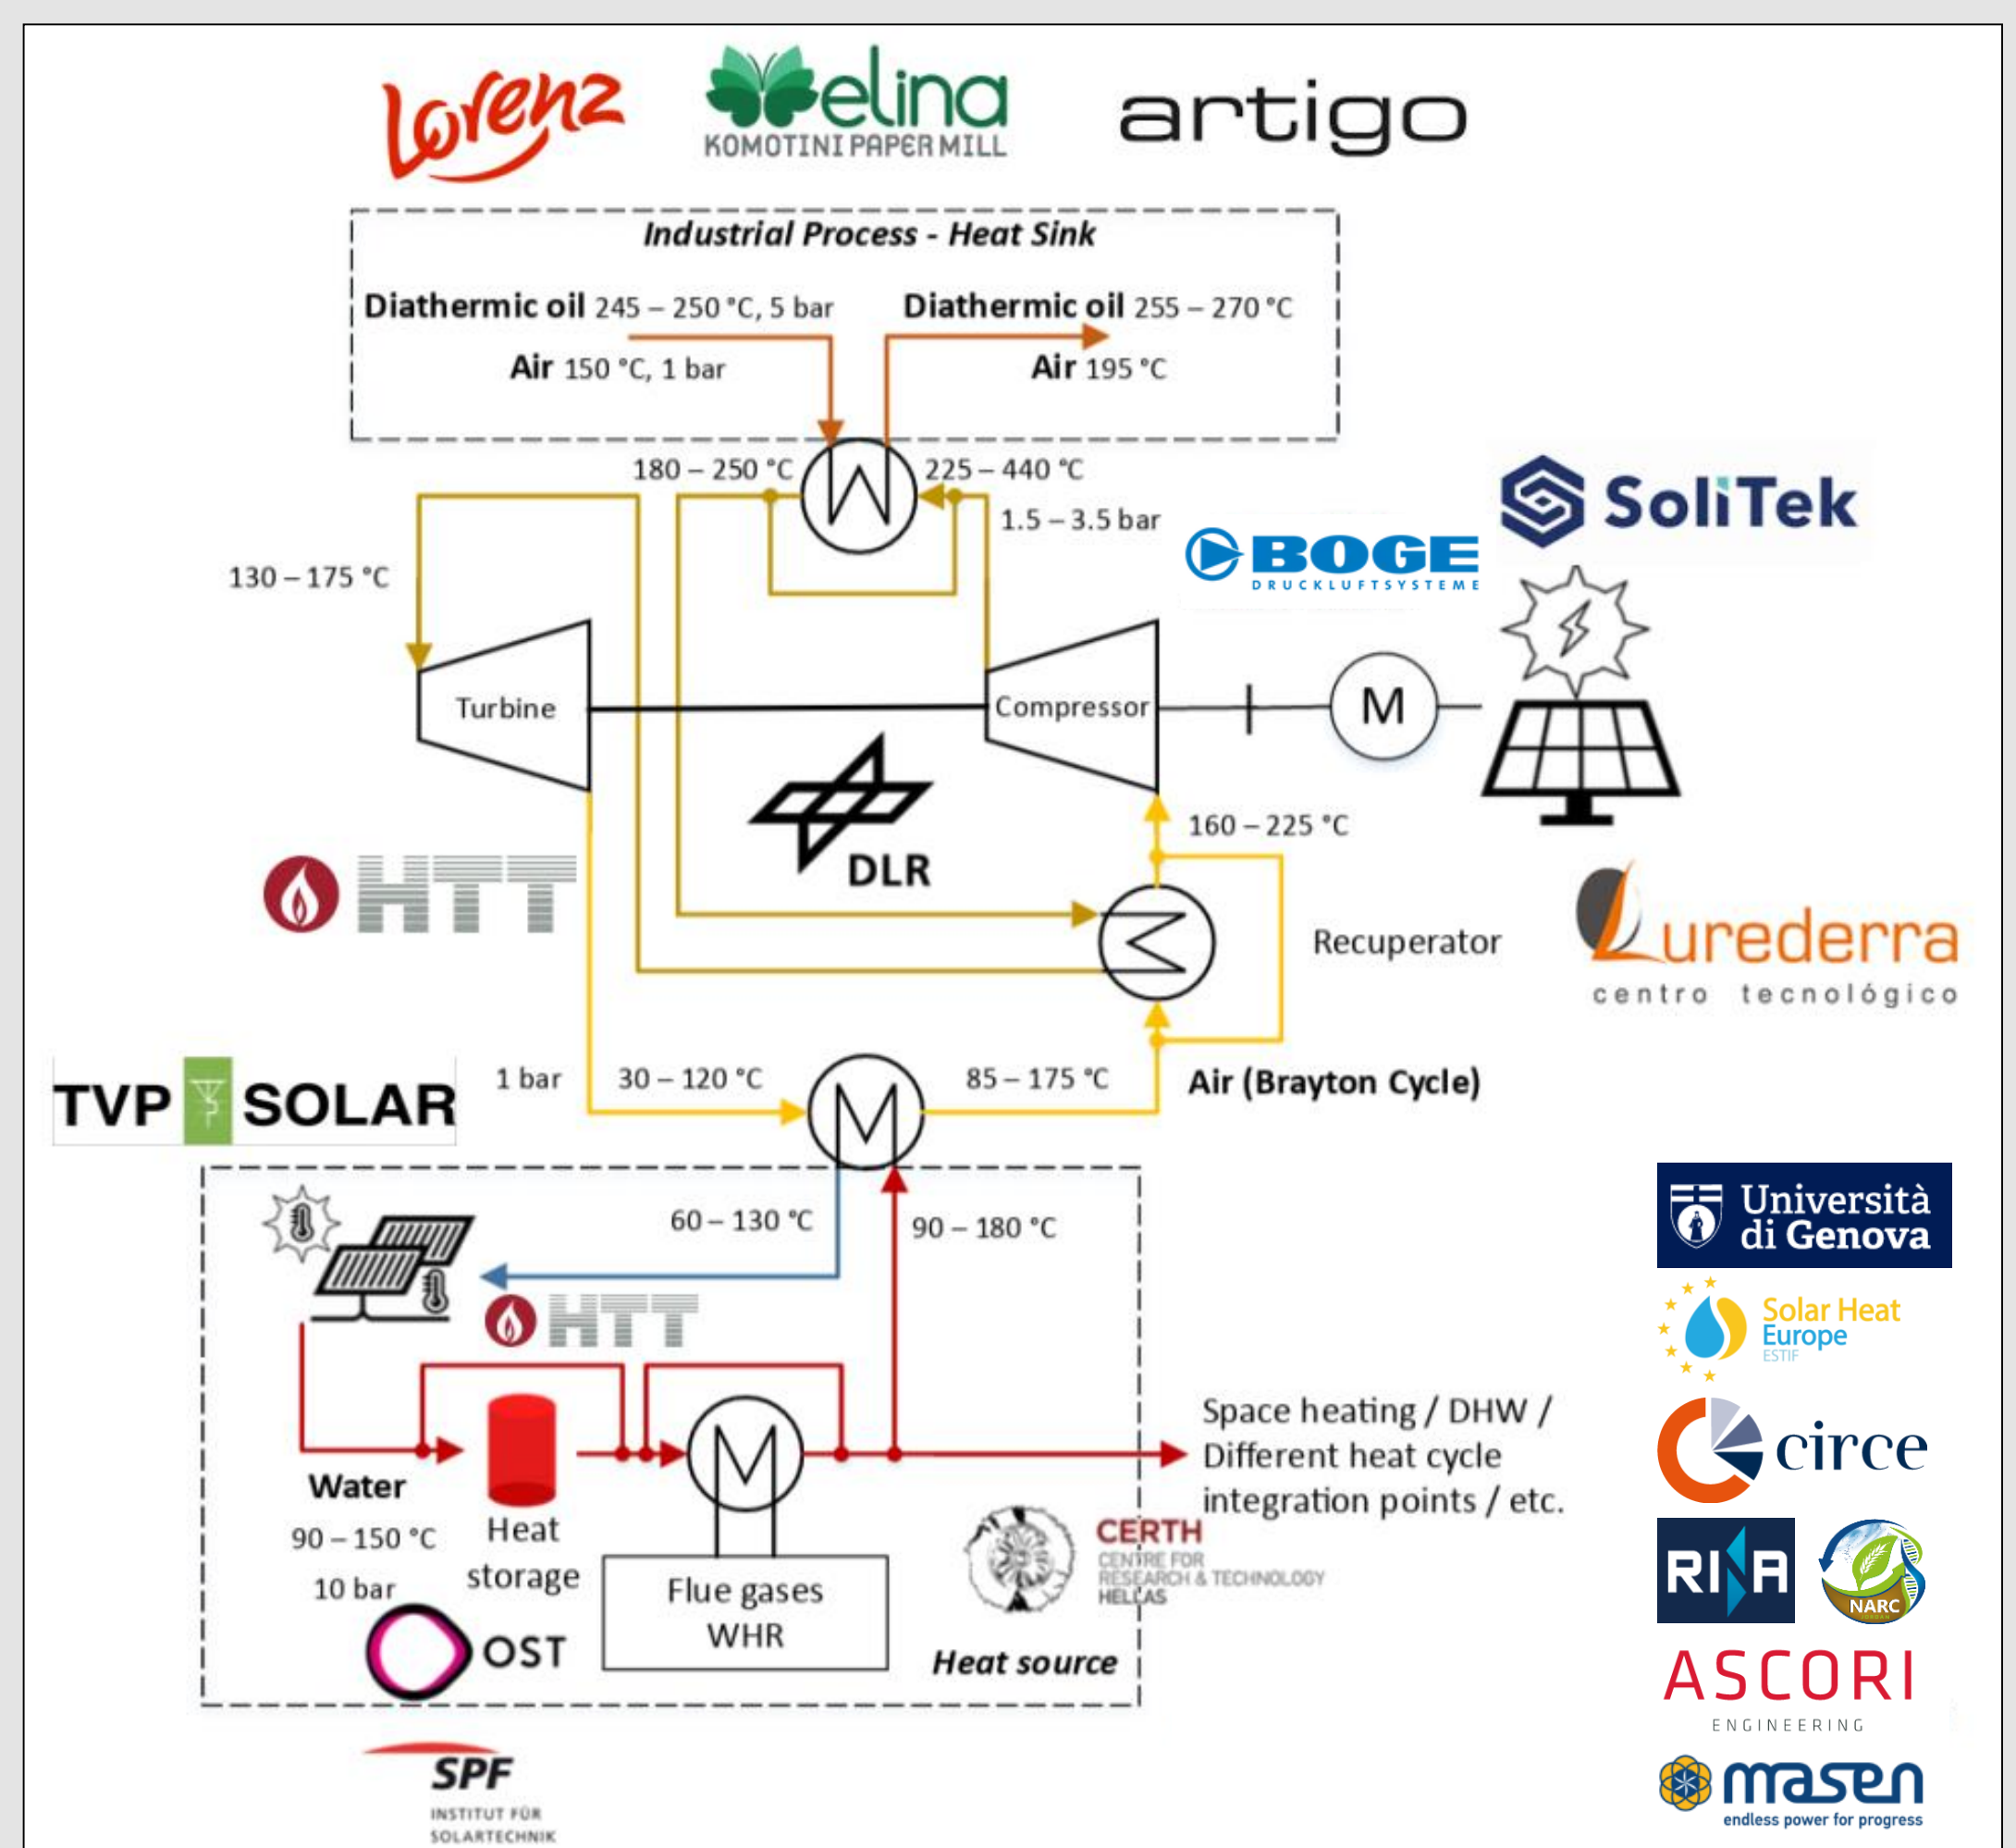 Lorenz
elina
KOMOTINI PAPER MILL
artigo
Industrial Process - Heat Sink
Diathermic oil 245 – 250 °C, 5 bar
Diathermic oil 255 – 270 °C
Air 150 °C, 1 bar
Air 195 °C
180 – 250 °C
225 – 440 °C
1.5 – 3.5 bar
SoliTek
BOGE
DRUCKLUFTSYSTEME
130 – 175 °C
Turbine
Compressor
M
160 – 225 °C
DLR
HTT
Recuperator
Lurederra
centro tecnológico
TVP SOLAR
1 bar
30 – 120 °C
85 – 175 °C
Air (Brayton Cycle)
60 – 130 °C
90 – 180 °C
HTT
Università
di Genova
Solar Heat
Europe
ESTIF
circe
Space heating / DHW /
Different heat cycle
integration points / etc.
Water
90 – 150 °C
10 bar
Heat
storage
Flue gases
WHR
CERTH
CENTRE FOR
RESEARCH & TECHNOLOGY
HELLAS
OST
Heat source
RINA
NARC
ASCORI
ENGINEERING
SPF
INSTITUT FÜR
SOLARTECHNIK
masen
endless power for progress